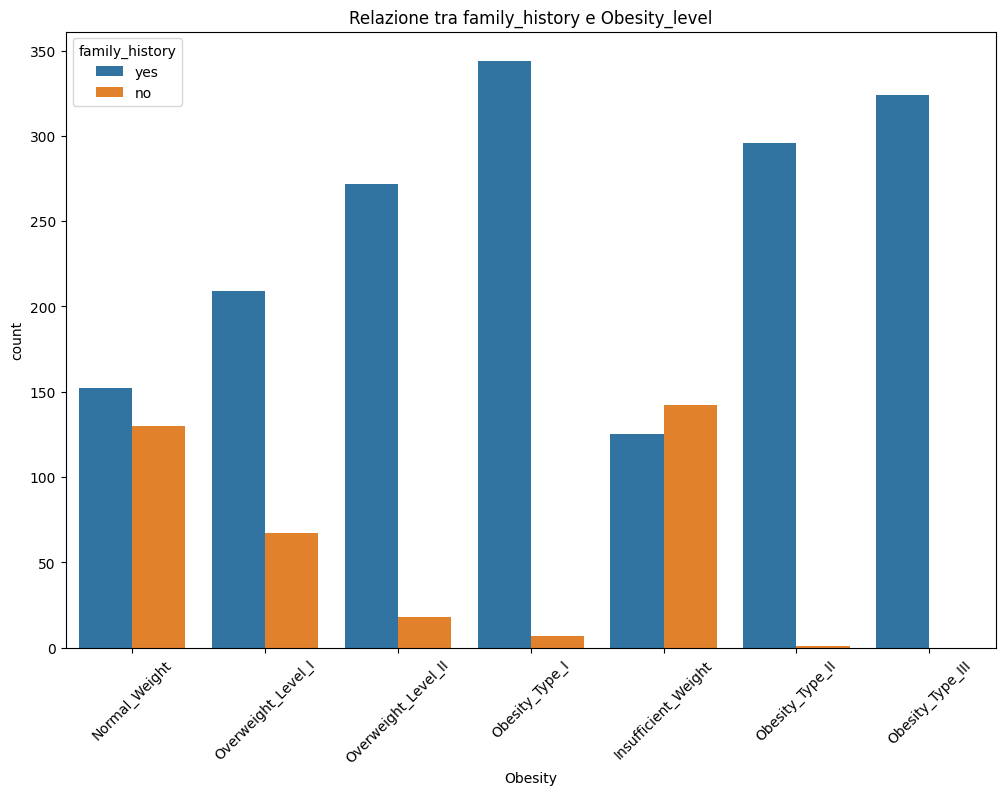 Relazione tra family_history e Obesity_level
family_history
yes
no
350
300
250
200
150
100
50
0
count
Normal_Weight
Overweight_Level_I
Overweight_Level_II
Obesity_Type_I
Insufficient_Weight
Obesity_Type_II
Obesity_Type_III
Obesity